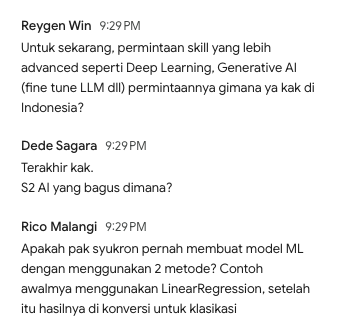 Reygen Win 9:29 PM
Untuk sekarang, permintaan skill yang lebih
advanced seperti Deep Learning, Generative AI
(fine tune LLM dll) permintaannya gimana ya kak di
Indonesia?
Dede Sagara 9:29 PM
Terakhir kak.
S2 AI yang bagus dimana?
Rico Malangi 9:29 PM
Apakah pak syukron pernah membuat model ML
dengan menggunakan 2 metode? Contoh
awalmya menggunakan LinearRegression, setelah
itu hasilnya di konversi untuk klasikasi